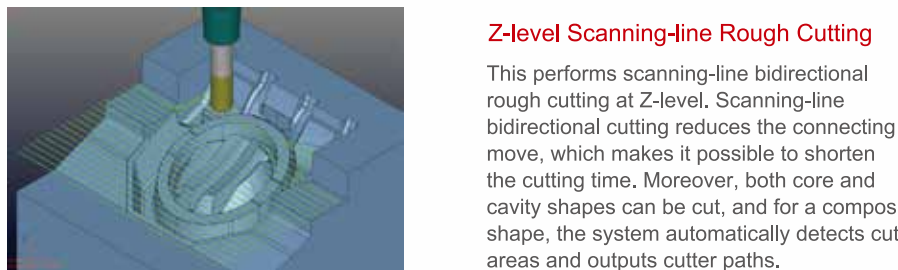 Z-level Scanning-line Rough Cutting
This performs scanning-line bidirectional
rough cutting at Z-level. Scanning-line
bidirectional cutting reduces the connecting
move, which makes it possible to shorten
the cutting time. Moreover, both core and
cavity shapes can be cut, and for a compos
shape, the system automatically detects cut
areas and outputs cutter paths.